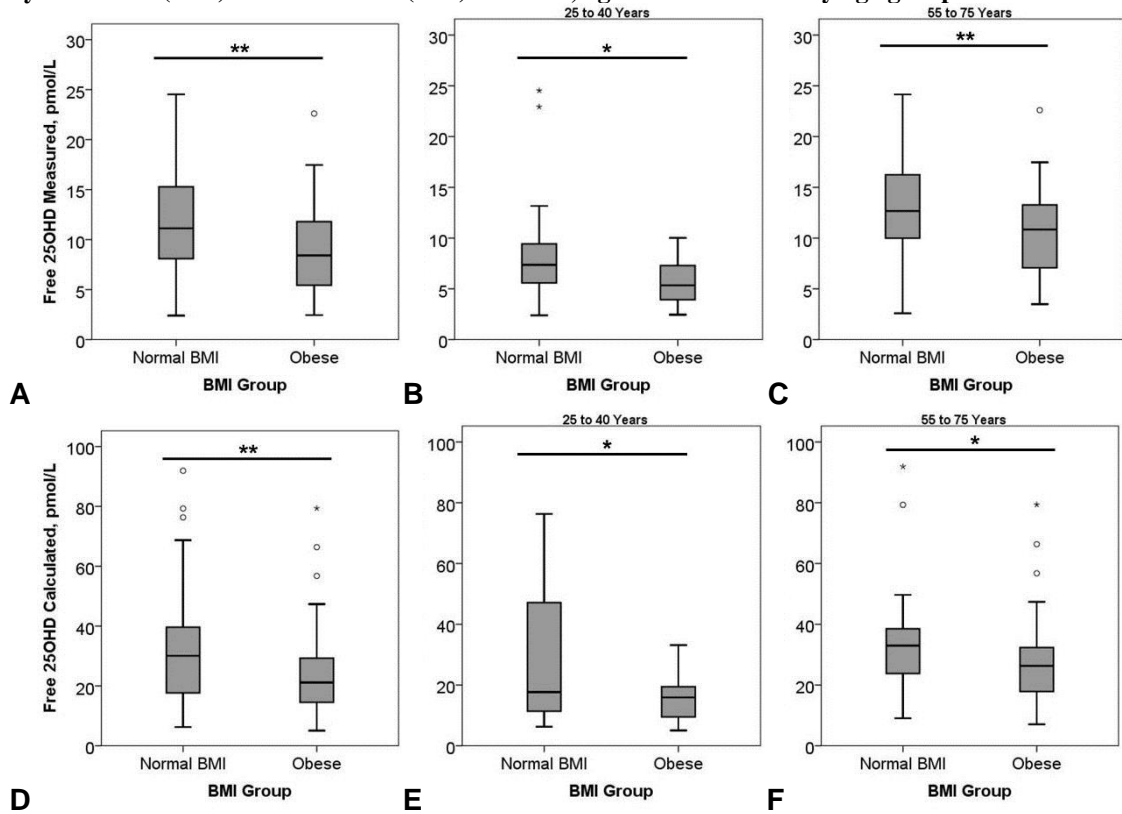 25 to 40 Years
55 to 75 Years
Free 25OHD Measured, pmol/L
30
25
20
15
10
5
0
**
Normal BMI
Obese
BMI Group
A
30
25
20
15
10
5
0
*
Normal BMI
Obese
BMI Group
B
30
25
20
15
10
5
0
**
Normal BMI
Obese
BMI Group
C
25 to 40 Years
55 to 75 Years
Free 25OHD Calculated, pmol/L
100
80
60
40
20
0
**
Normal BMI
Obese
BMI Group
D
100
80
60
40
20
0
*
Normal BMI
Obese
BMI Group
E
100
80
60
40
20
0
*
Normal BMI
Obese
BMI Group
F